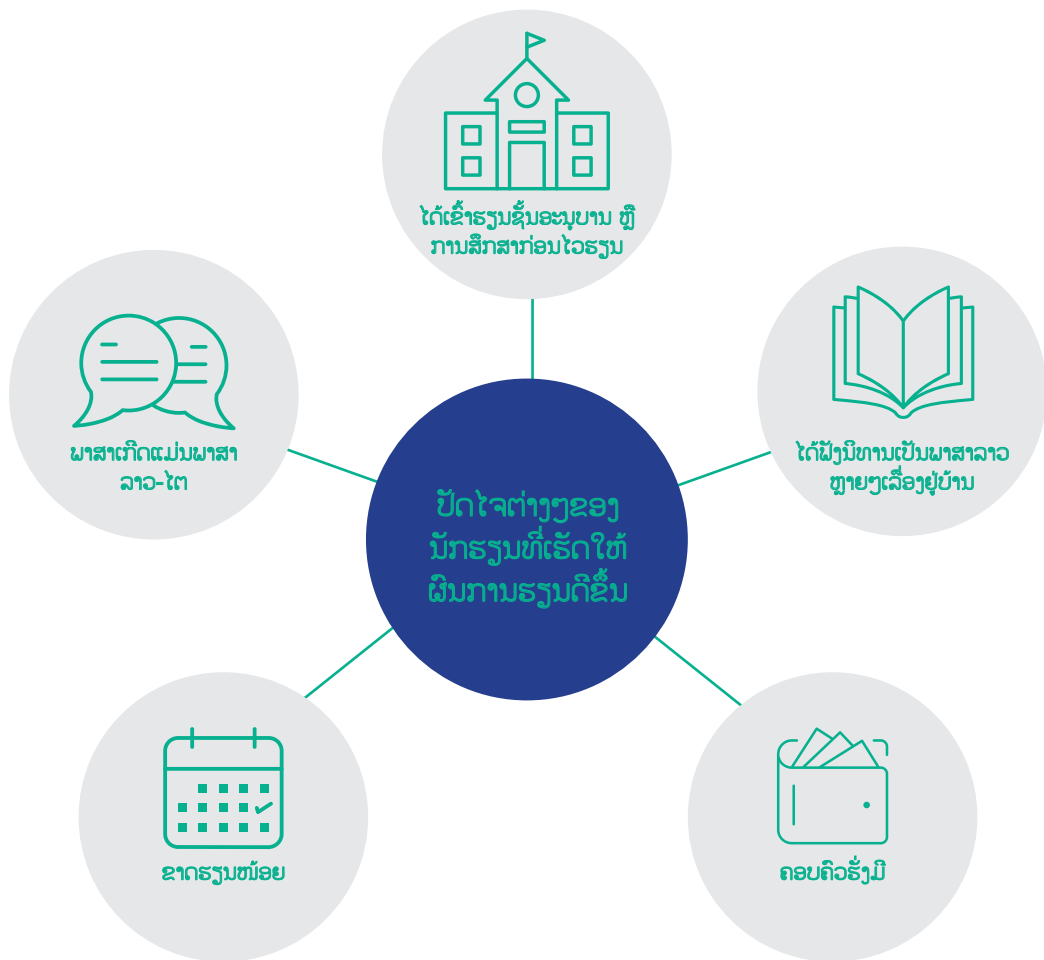 ໄດ້ເຂົ້າຮຽນຊັ້ນອະນຸບານ ຫຼື
ການສຶກສາກ່ອນໄວຮຽນ
ພາສາເກີດແມ່ນພາສາ
ລາວ-ໄຕ
ໄດ້ຟັງນິທານເປັນພາສາລາວ
ຫຼາຍໆເລື່ອງຢູ່ບ້ານ
ປັດໄຈຕ່າງໆຂອງ
ນັກຮຽນທີ່ເຮັດໃຫ້
ຜົນການຮຽນດີຂຶ້ນ
ຂາດຮຽນໜ້ອຍ
ຄອບຄົວຮັ່ງມີ